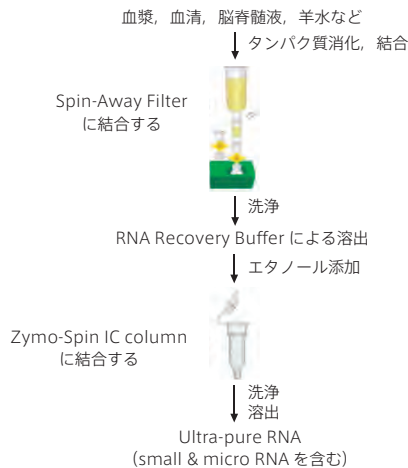 血漿，血清，脳脊髄液，羊水など
タンパク質消化，結合
Spin-Away Filter
に結合する
洗浄
RNA Recovery Buffer による溶出
エタノール添加
Zymo-Spin IC column
に結合する
洗浄
溶出
Ultra-pure RNA
（small & micro RNA を含む）